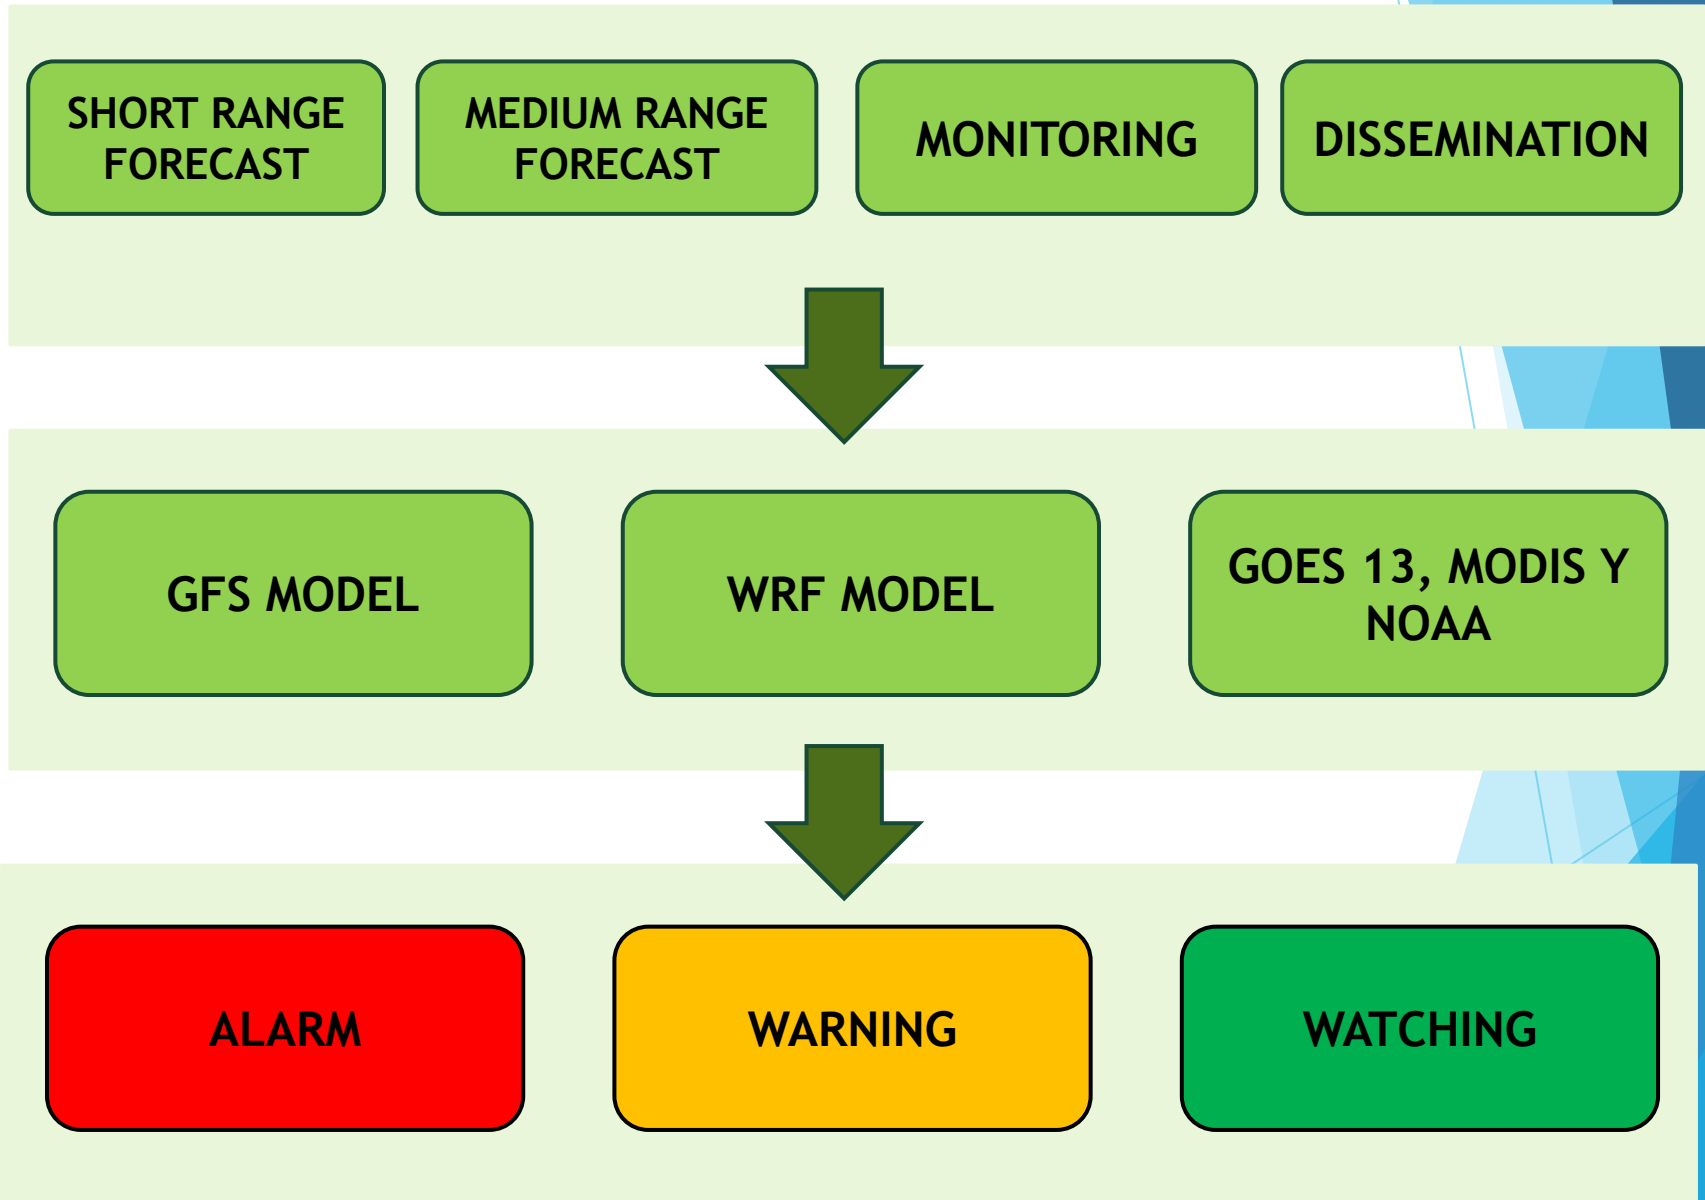 SHORT RANGE
FORECAST
MEDIUM RANGE
FORECAST
MONITORING
DISSEMINATION
GFS MODEL
WRF MODEL
GOES 13, MODIS Y
NOAA
ALARM
WARNING
WATCHING